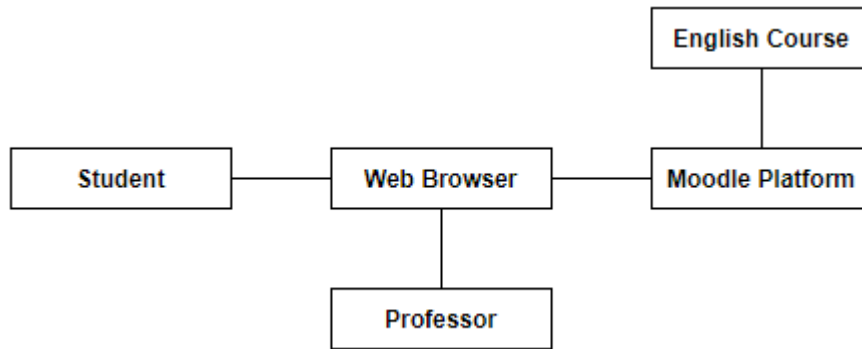 English Course
Student
Web Browser
Moodle Platform
Professor